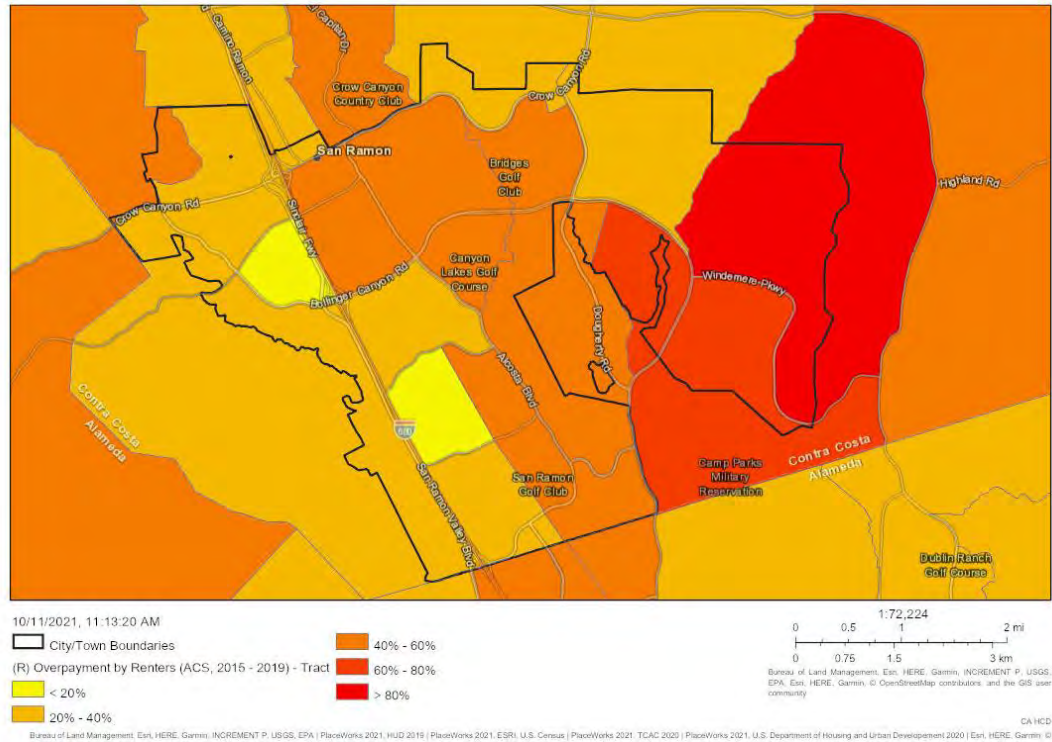 El Capitan Dr
Camino Ramon
Crow Canyon
Country Club
Crow Canyon Rd
San Ramon
Bridges
Golf
Club
Highland Rd
Crow Canyon Rd
Sinclair Fwy
Canyon
Lakes Golf
Course
Bollinger Canyon Rd
Windemere Pkwy
Dougherty Rd
Alcosta Blvd
Contra Costa
Alameda
680
Camp Parks
Military
Reservation
Contra Costa
Alameda
San Ramon
Golf Club
San Ramon Valley Blvd
Dublin Ranch
Golf Course
10/11/2021, 11:13:20 AM
City/Town Boundaries
(R) Overpayment by Renters (ACS, 2015 - 2019) - Tract
< 20%
20% - 40%
40% - 60%
60% - 80%
> 80%
1:72,224
0 0.5 1 2 mi
0 0.75 1.5 3 km
Bureau of Land Management, Esri, HERE, Garmin, INCREMENT P, USGS,
EPA, Esri, HERE, Garmin, © OpenStreetMap contributors, and the GIS user
community
CA HCD
Bureau of Land Management, Esri, HERE, Garmin, INCREMENT P, USGS, EPA | PlaceWorks 2021, HUD 2019 | PlaceWorks 2021, ESRI, U.S. Census | PlaceWorks 2021, TCAC 2020 | PlaceWorks 2021, U.S. Department of Housing and Urban Developement 2020 | Esri, HERE, Garmin, ©